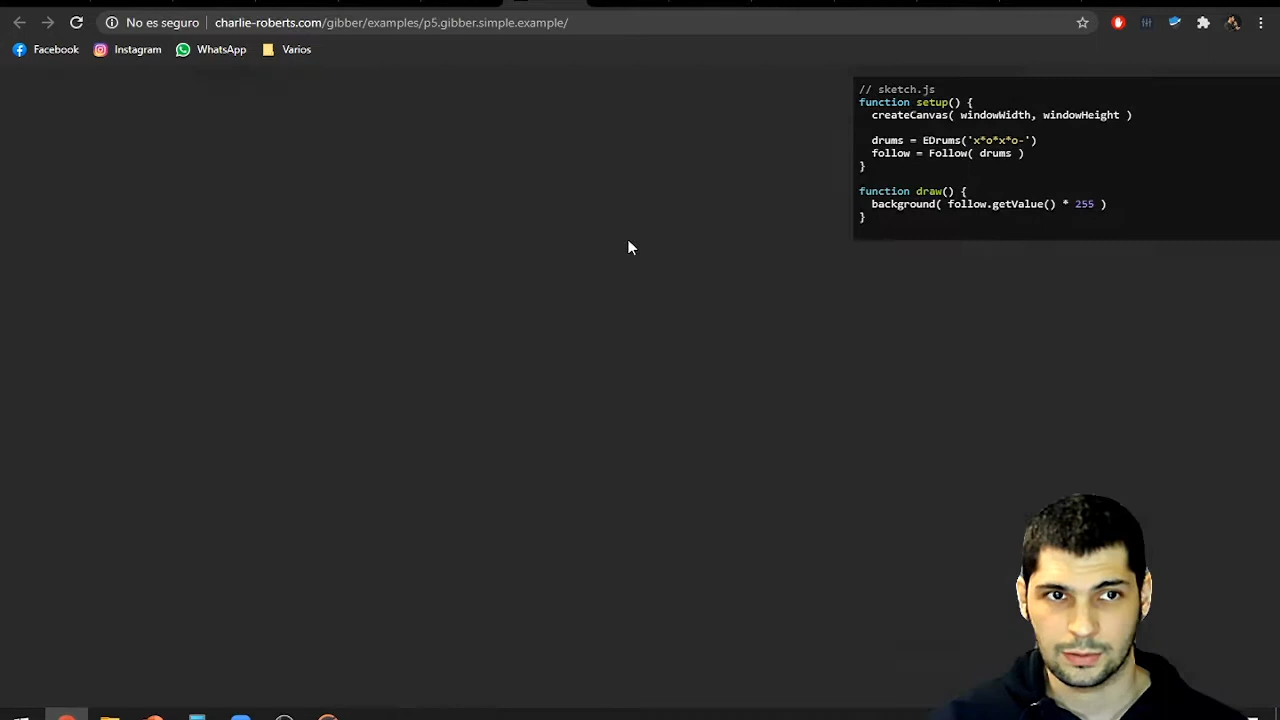 No es seguro charlie-roberts.com/gibber/examples/p5.gibber.simple.example/
Facebook Instagram WhatsApp Varios
// sketch.js
function setup() {
createCanvas( windowWidth, windowHeight )
drums = EDrums('x*o*x*o-')
follow = Follow( drums )
}
function draw() {
background( follow.getValue() * 255 )
}